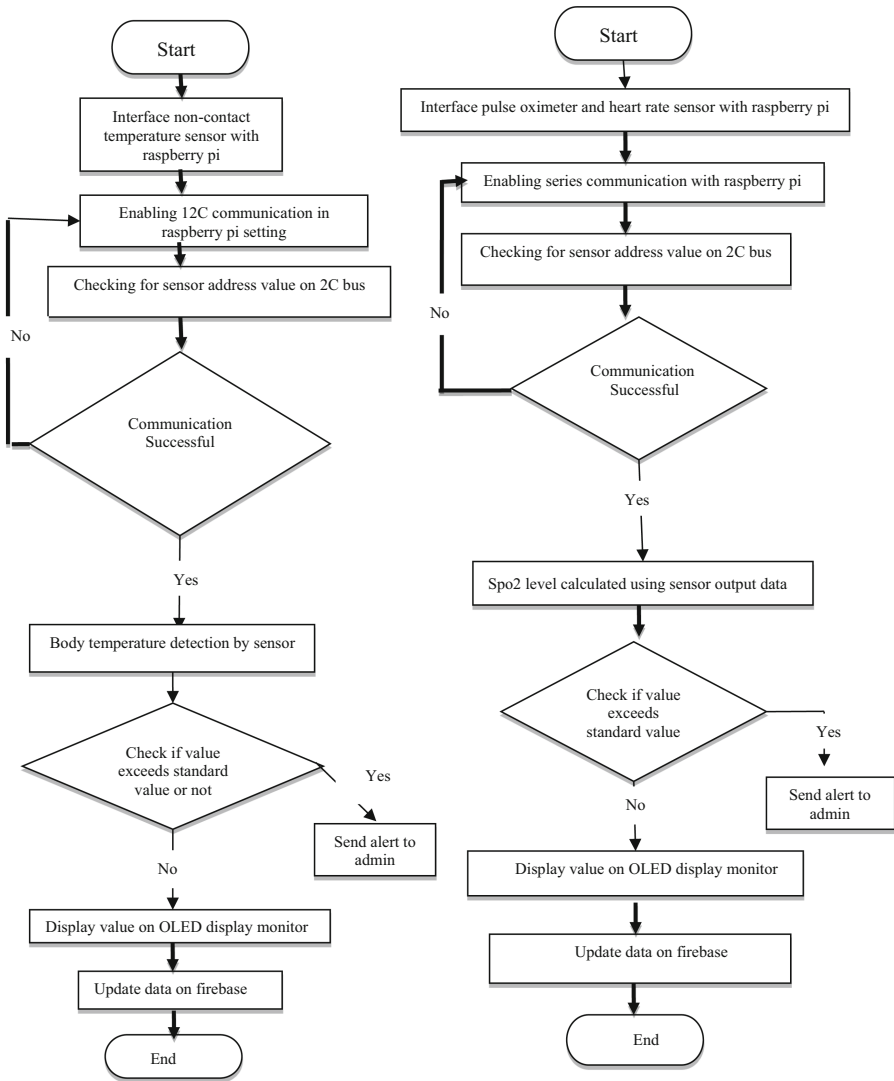 Start
Interface non-contact
temperature sensor with
raspberry pi
Enabling 12C communication in
raspberry pi setting
Checking for sensor address value on 2C bus
No
Communication
Successful
Yes
Body temperature detection by sensor
Check if value
exceeds standard
value or not
Yes
Send alert to
admin
No
Display value on OLED display monitor
Update data on firebase
End
Start
Interface pulse oximeter and heart rate sensor with raspberry pi
Enabling series communication with raspberry pi
Checking for sensor address value on 2C bus
No
Communication
Successful
Yes
Spo2 level calculated using sensor output data
Check if value
exceeds
standard value
Yes
Send alert to
admin
No
Display value on OLED display monitor
Update data on firebase
End